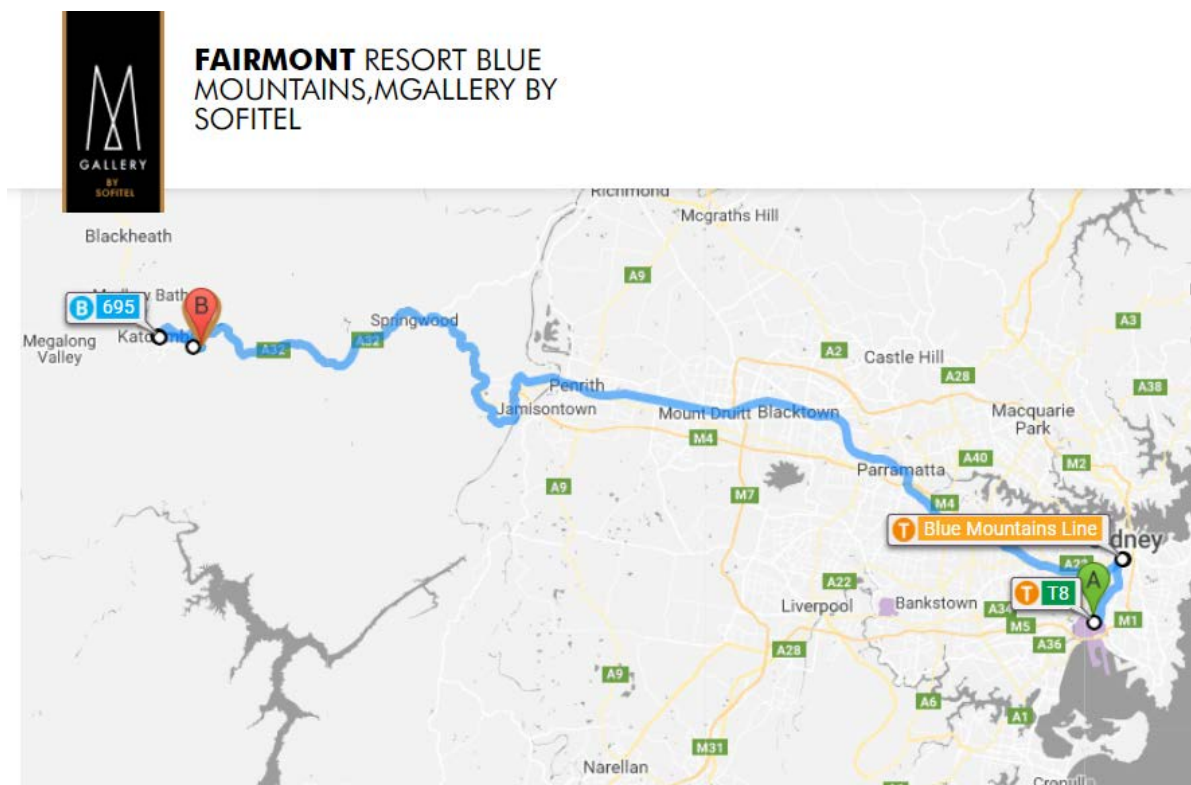 GALLERY
BY
SOFITEL
FAIRMONT RESORT BLUE
MOUNTAINS,MGALLERY BY
SOFITEL
Richmond
Mcgraths Hill
Blackheath
A9
B 695
B
Springwood
A3
Megalong
Valley
A32
A32
A2
Castle Hill
A28
A38
Penrith
Jamisontown
Mount Druitt
Blacktown
Macquarie
Park
M4
Parramatta
A40
M2
A9
M7
M4
T Blue Mountains Line
dney
A22
A
T T8
Liverpool
Bankstown
A34
M5
M1
A36
A28
A9
A6
A1
M31
Narellan